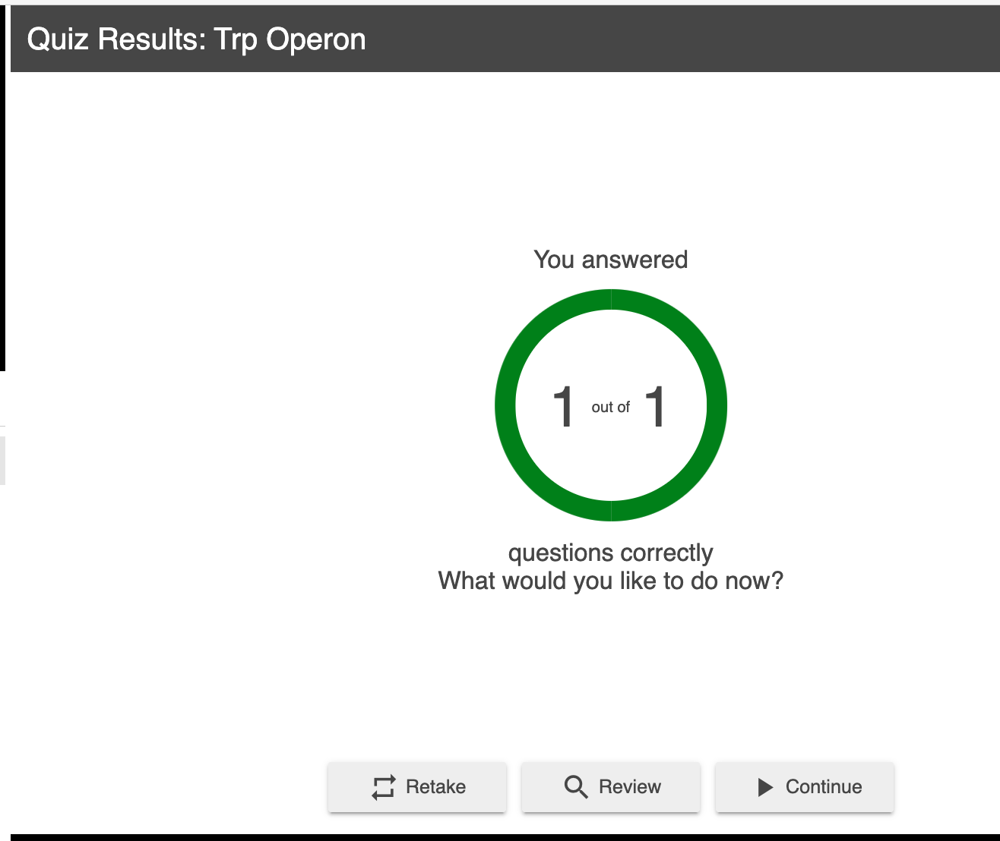 Quiz Results: Trp Operon
You answered
1 out of 1
questions correctly
What would you like to do now?
Retake
Review
Continue